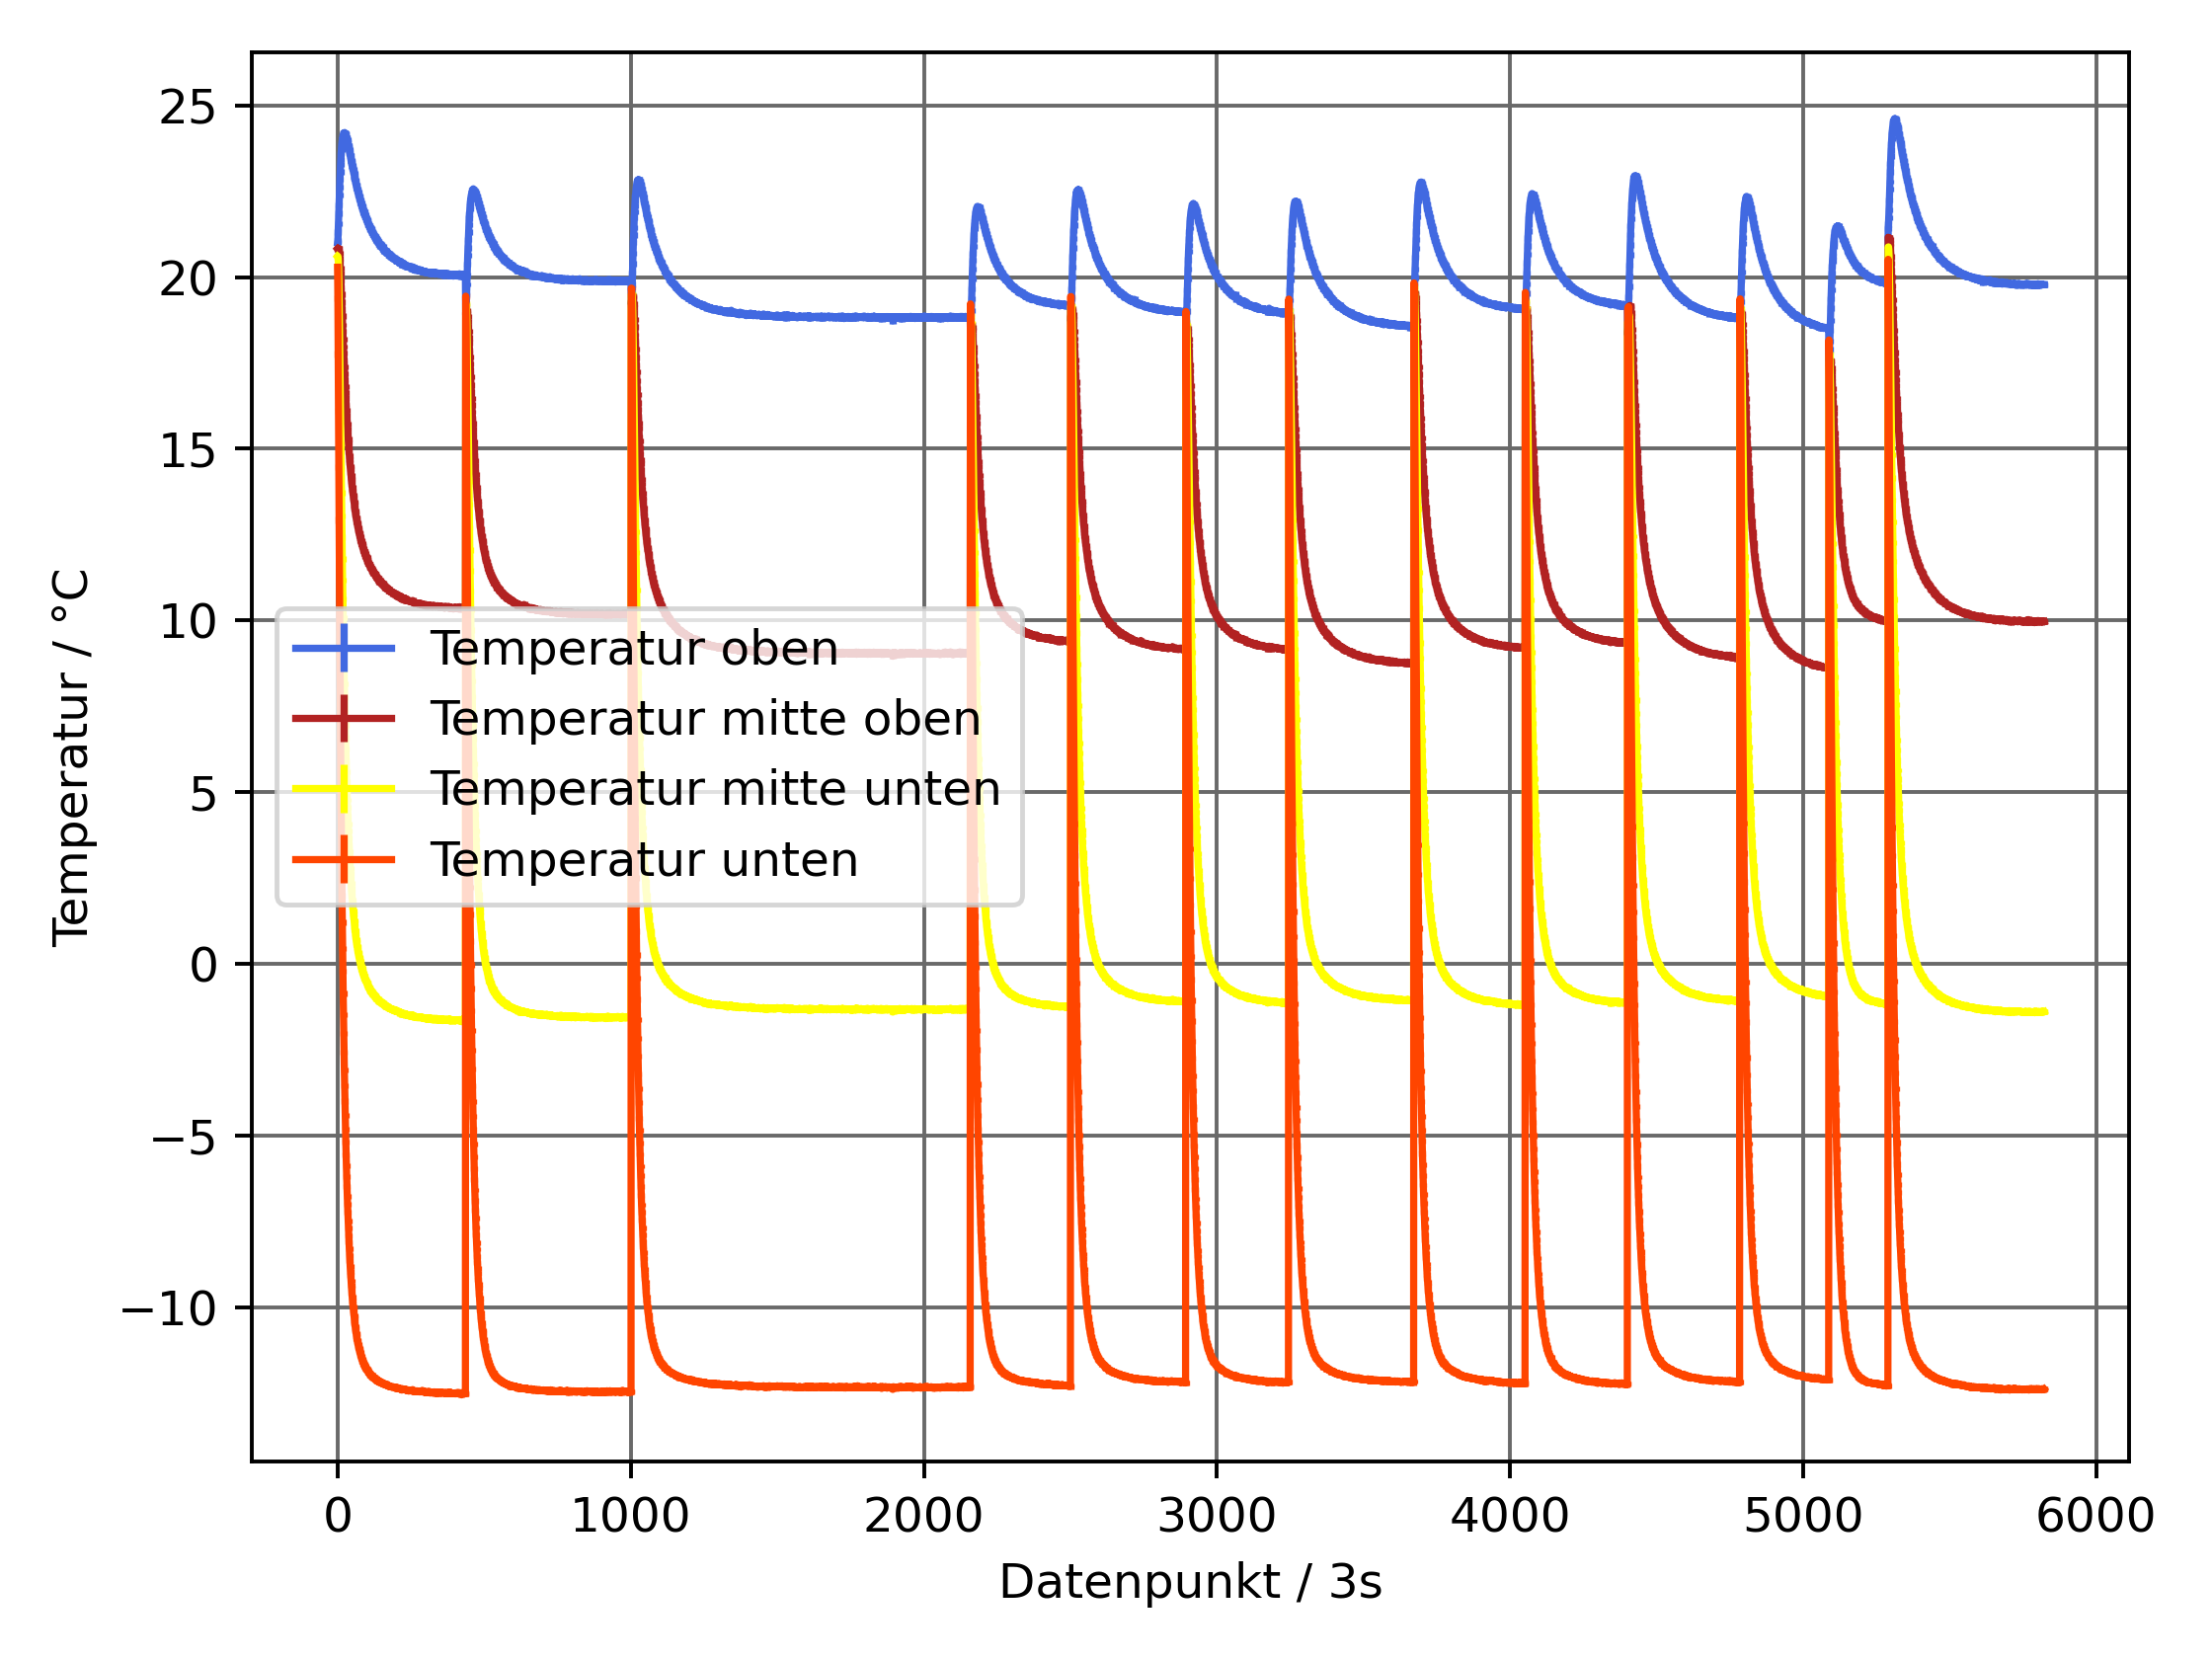 25
20
15
10
5
0
−5
−10
Temperatur / °C
Temperatur oben
Temperatur mitte oben
Temperatur mitte unten
Temperatur unten
0 1000 2000 3000 4000 5000 6000
Datenpunkt / 3s